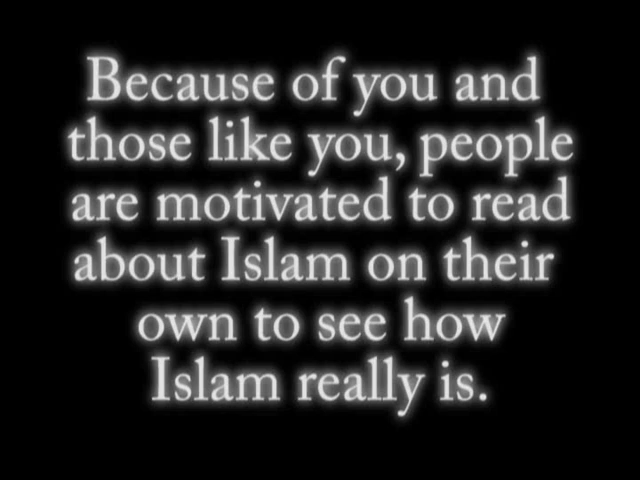 Because of you and
those like you, people
are motivated to read
about Islam on their
own to see how
Islam really is.